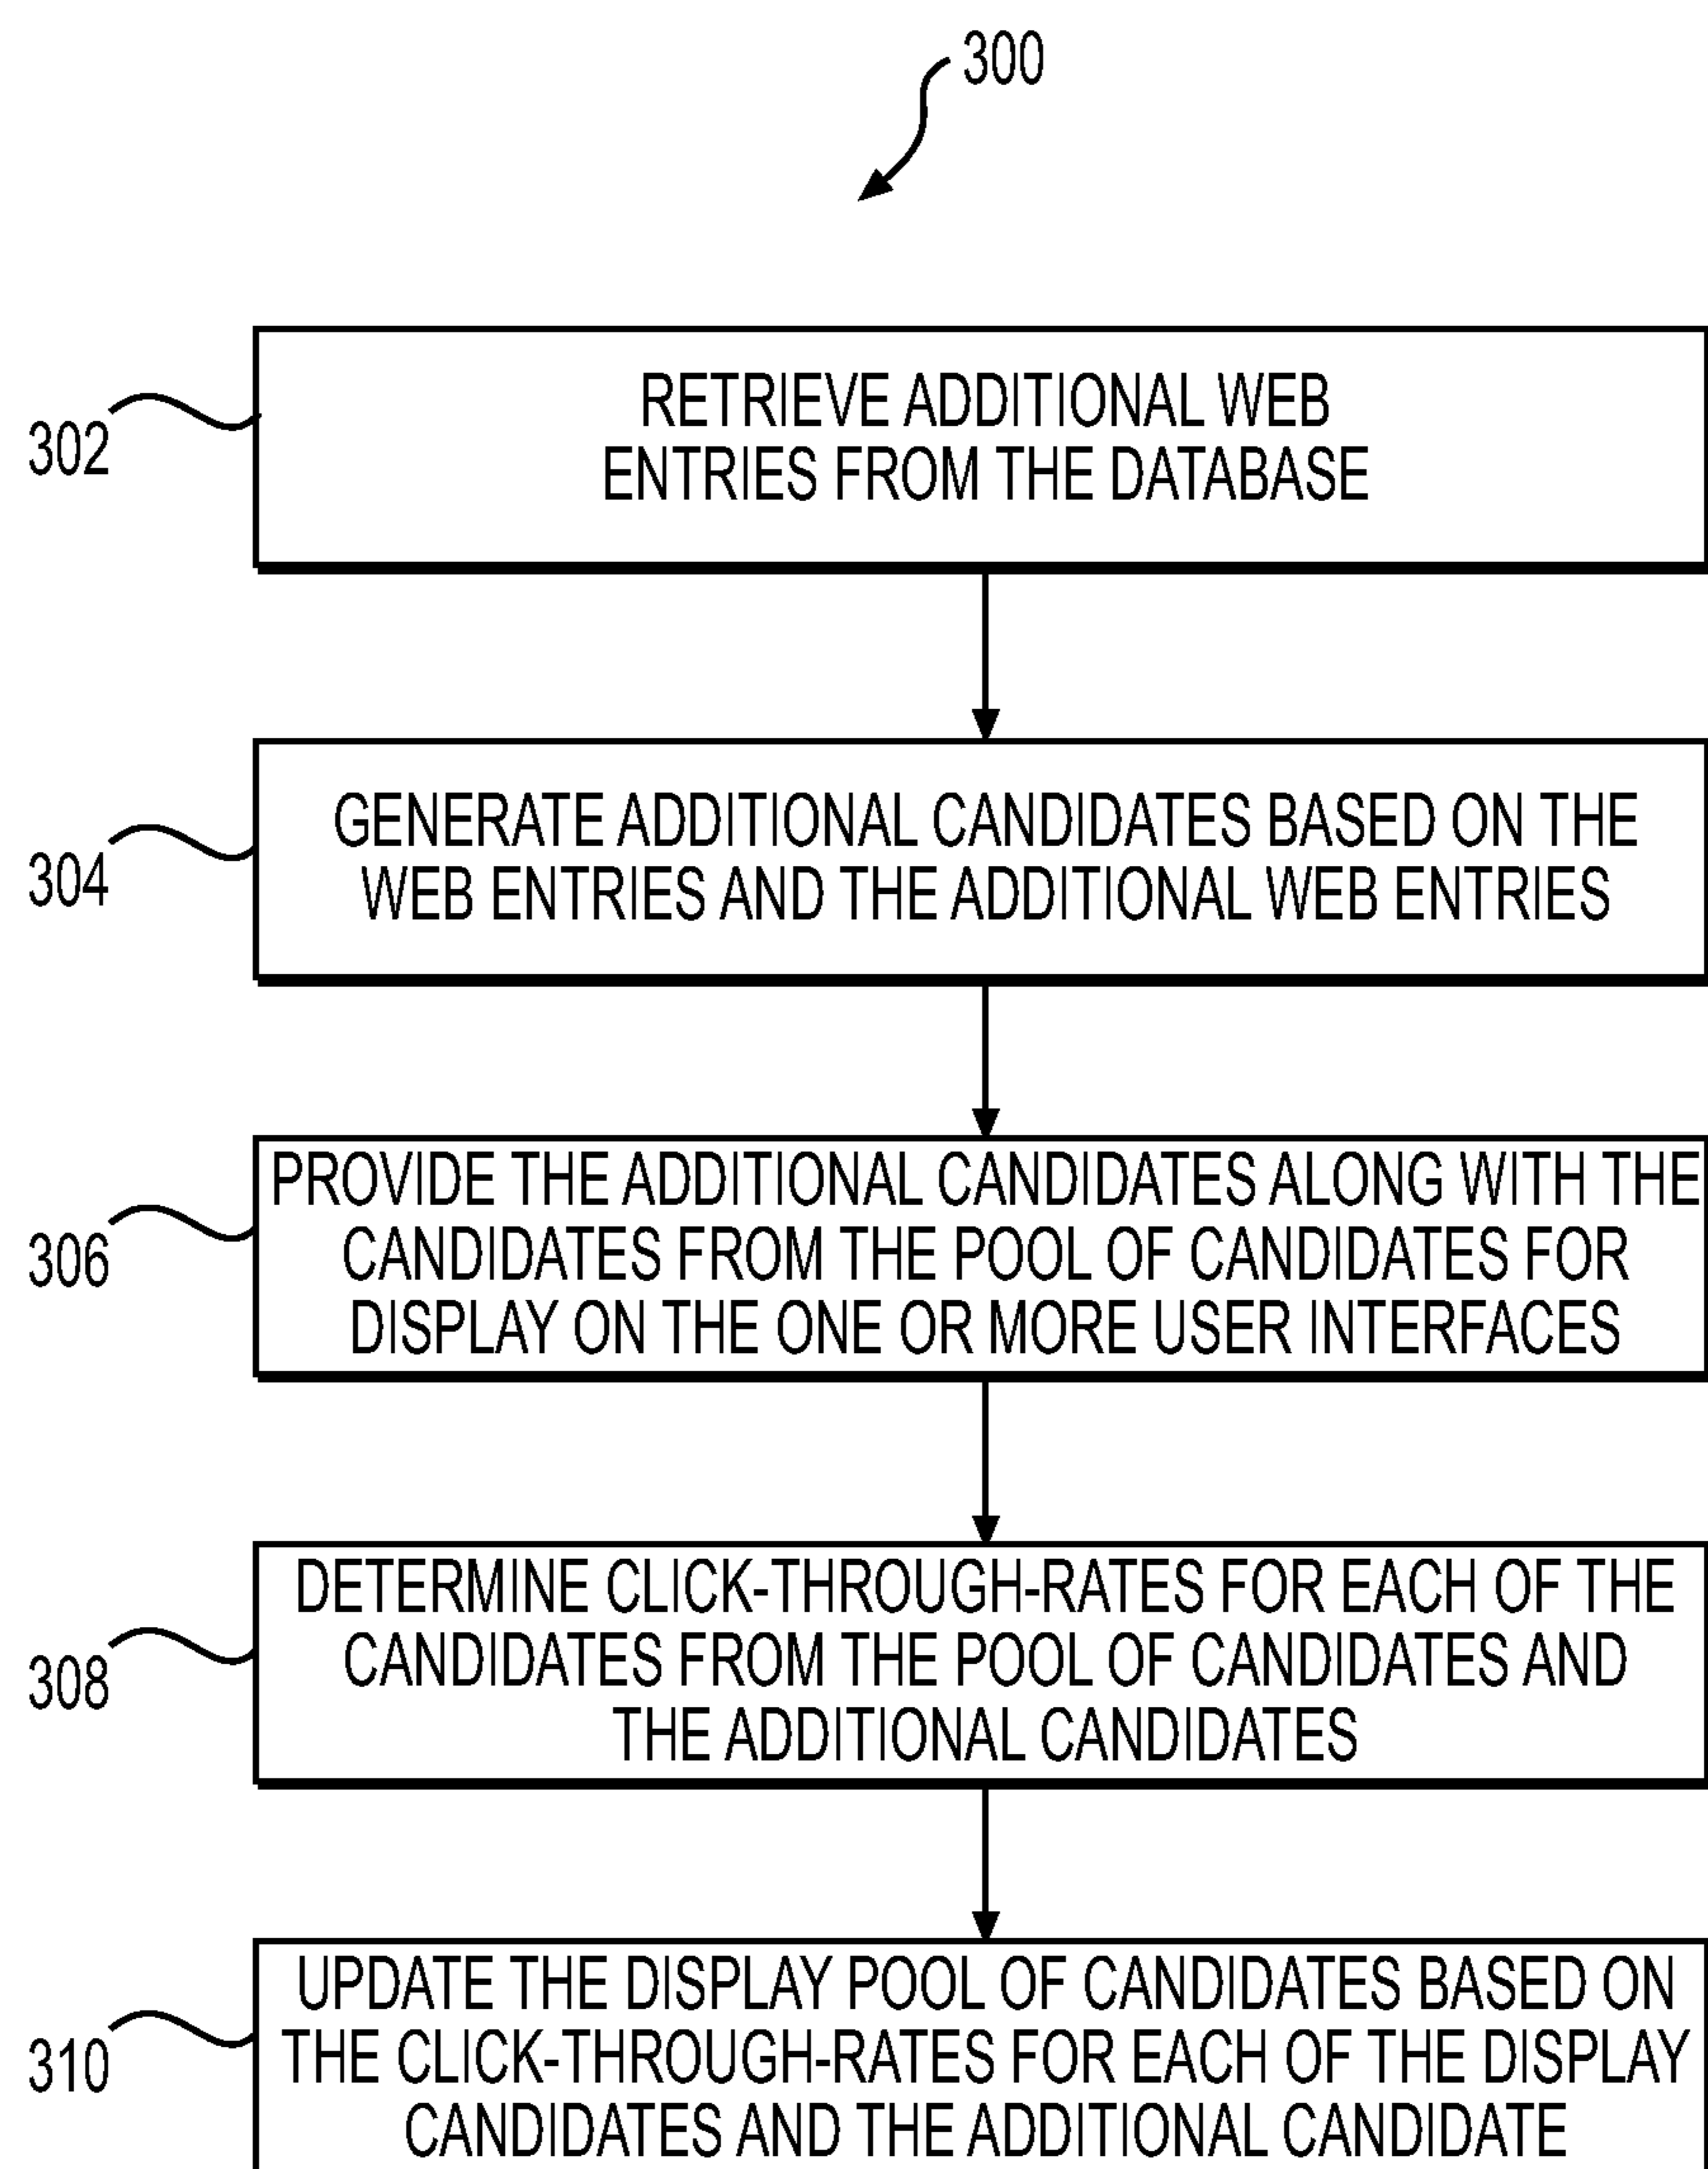 300
302
RETRIEVE ADDITIONAL WEB
ENTRIES FROM THE DATABASE
304
GENERATE ADDITIONAL CANDIDATES BASED ON THE
WEB ENTRIES AND THE ADDITIONAL WEB ENTRIES
306
PROVIDE THE ADDITIONAL CANDIDATES ALONG WITH THE
CANDIDATES FROM THE POOL OF CANDIDATES FOR
DISPLAY ON THE ONE OR MORE USER INTERFACES
308
DETERMINE CLICK-THROUGH-RATES FOR EACH OF THE
CANDIDATES FROM THE POOL OF CANDIDATES AND
THE ADDITIONAL CANDIDATES
310
UPDATE THE DISPLAY POOL OF CANDIDATES BASED ON
THE CLICK-THROUGH-RATES FOR EACH OF THE DISPLAY
CANDIDATES AND THE ADDITIONAL CANDIDATE